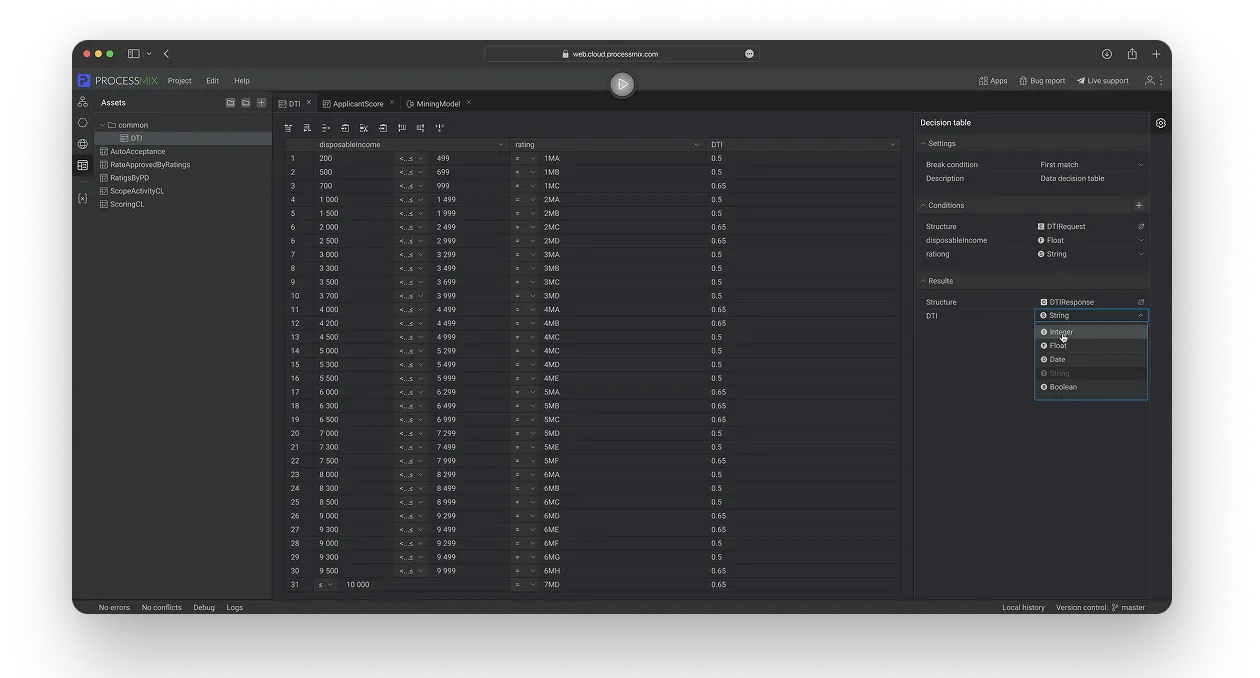 web.cloud.processmix.com
PROCESSMIX Project Edit Help Apps Bug report Live support
Assets
common
DTI
AutoAcceptance
RateApprovedByRatings
RatigsByPD
ScopeActivityCL
ScoringCL
DTI ApplicantScore MiningModel
disposableIncome rating DTI
1 200 <...≤ 499 = 1MA 0.5
2 500 <...≤ 699 = 1MB 0.5
3 700 <...≤ 999 = 1MC 0.65
4 1 000 <...≤ 1 499 = 2MA 0.5
5 1 500 <...≤ 1 999 = 2MB 0.5
6 2 000 <...≤ 2 499 = 2MC 0.65
6 2 500 <...≤ 2 999 = 2MD 0.65
7 3 000 <...≤ 3 299 = 3MA 0.5
8 3 300 <...≤ 3 499 = 3MB 0.5
9 3 500 <...≤ 3 699 = 3MC 0.5
10 3 700 <...≤ 3 999 = 3MD 0.5
11 4 000 <...≤ 4 499 = 4MA 0.65
12 4 200 <...≤ 4 499 = 4MB 0.65
13 4 500 <...≤ 4 999 = 4MC 0.5
14 5 000 <...≤ 5 299 = 4MC 0.5
15 5 300 <...≤ 5 499 = 4MD 0.5
16 5 500 <...≤ 5 999 = 4ME 0.5
17 6 000 <...≤ 6 299 = 5MA 0.65
18 6 300 <...≤ 6 499 = 5MB 0.65
19 6 500 <...≤ 6 999 = 5MC 0.65
20 7 000 <...≤ 7 299 = 5MD 0.5
21 7 300 <...≤ 7 499 = 5ME 0.5
22 7 500 <...≤ 7 999 = 5MF 0.65
23 8 000 <...≤ 8 299 = 6MA 0.5
24 8 300 <...≤ 8 499 = 6MB 0.5
25 8 500 <...≤ 8 999 = 6MC 0.5
26 9 000 <...≤ 9 299 = 6MD 0.65
27 9 300 <...≤ 9 499 = 6ME 0.65
28 9 000 <...≤ 9 299 = 6MF 0.5
29 9 300 <...≤ 9 499 = 6MG 0.5
30 9 500 <...≤ 9 999 = 6MH 0.65
31 ≤ 10 000 = 7MD 0.65
Decision table
Settings
Break condition First match
Description Data decision table
Conditions
Structure C DTIRequest
disposableIncome F Float
rationg S String
Results
Structure C DTIResponse
DTI S String
I Integer
F Float
D Date
S String
B Boolean
No errors No conflicts Debug Logs Local history Version control: master